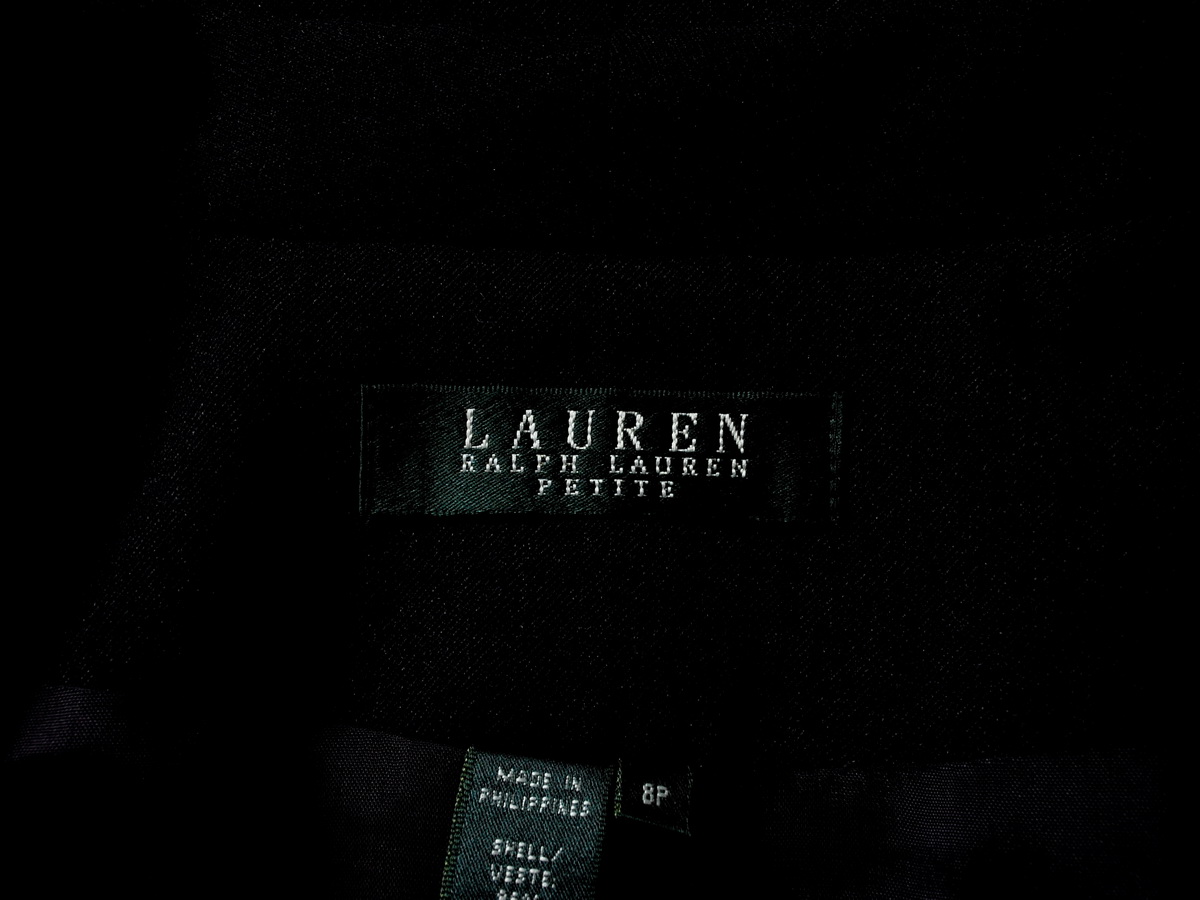 LAUREN
RALPH LAUREN
PETITE
MADE IN
PHILIPPINES
8P
SHELL/
VESTE: